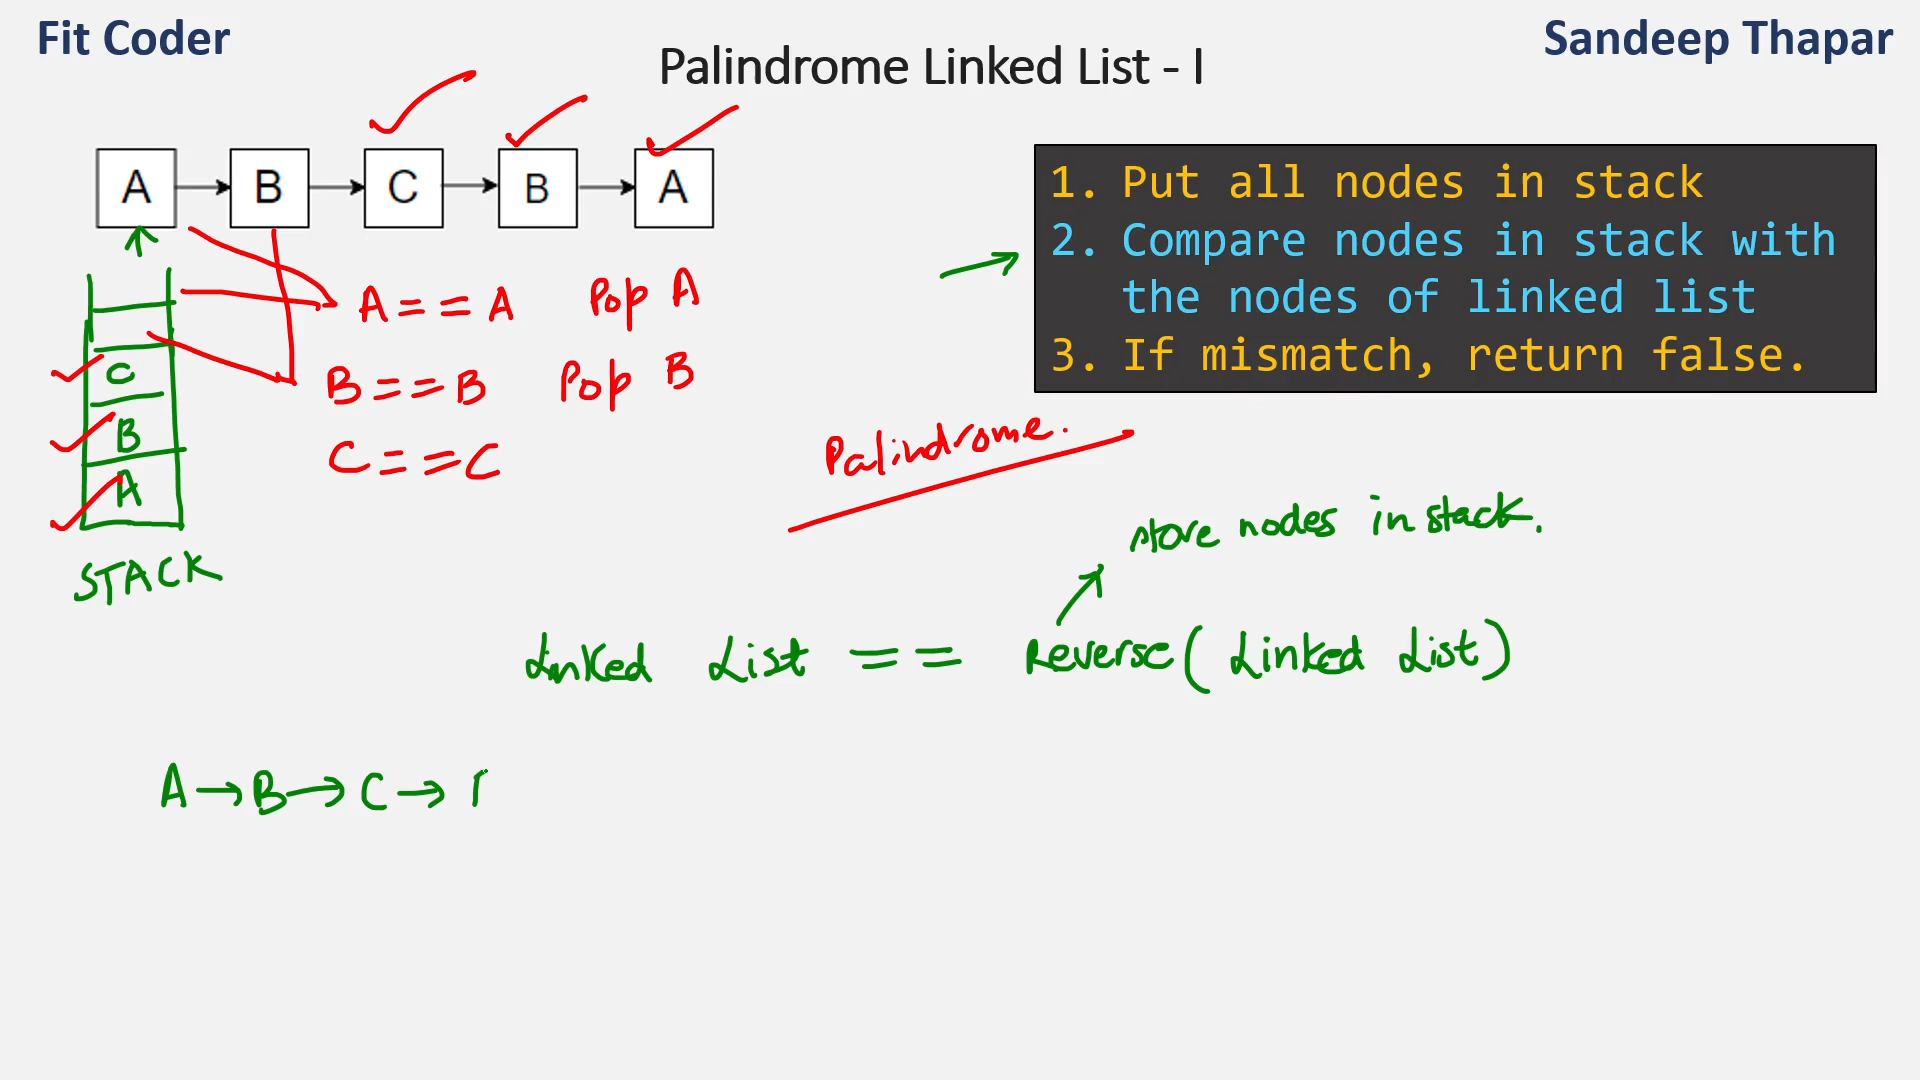 Fit Coder
Sandeep Thapar
Palindrome Linked List - I
A B C B A
1. Put all nodes in stack
2. Compare nodes in stack with
the nodes of linked list
3. If mismatch, return false.
A == A Pop A
B == B Pop B
C == C
C
B
A
STACK
Palindrome.
store nodes in stack.
Linked List == Reverse( Linked List)
A → B → C →